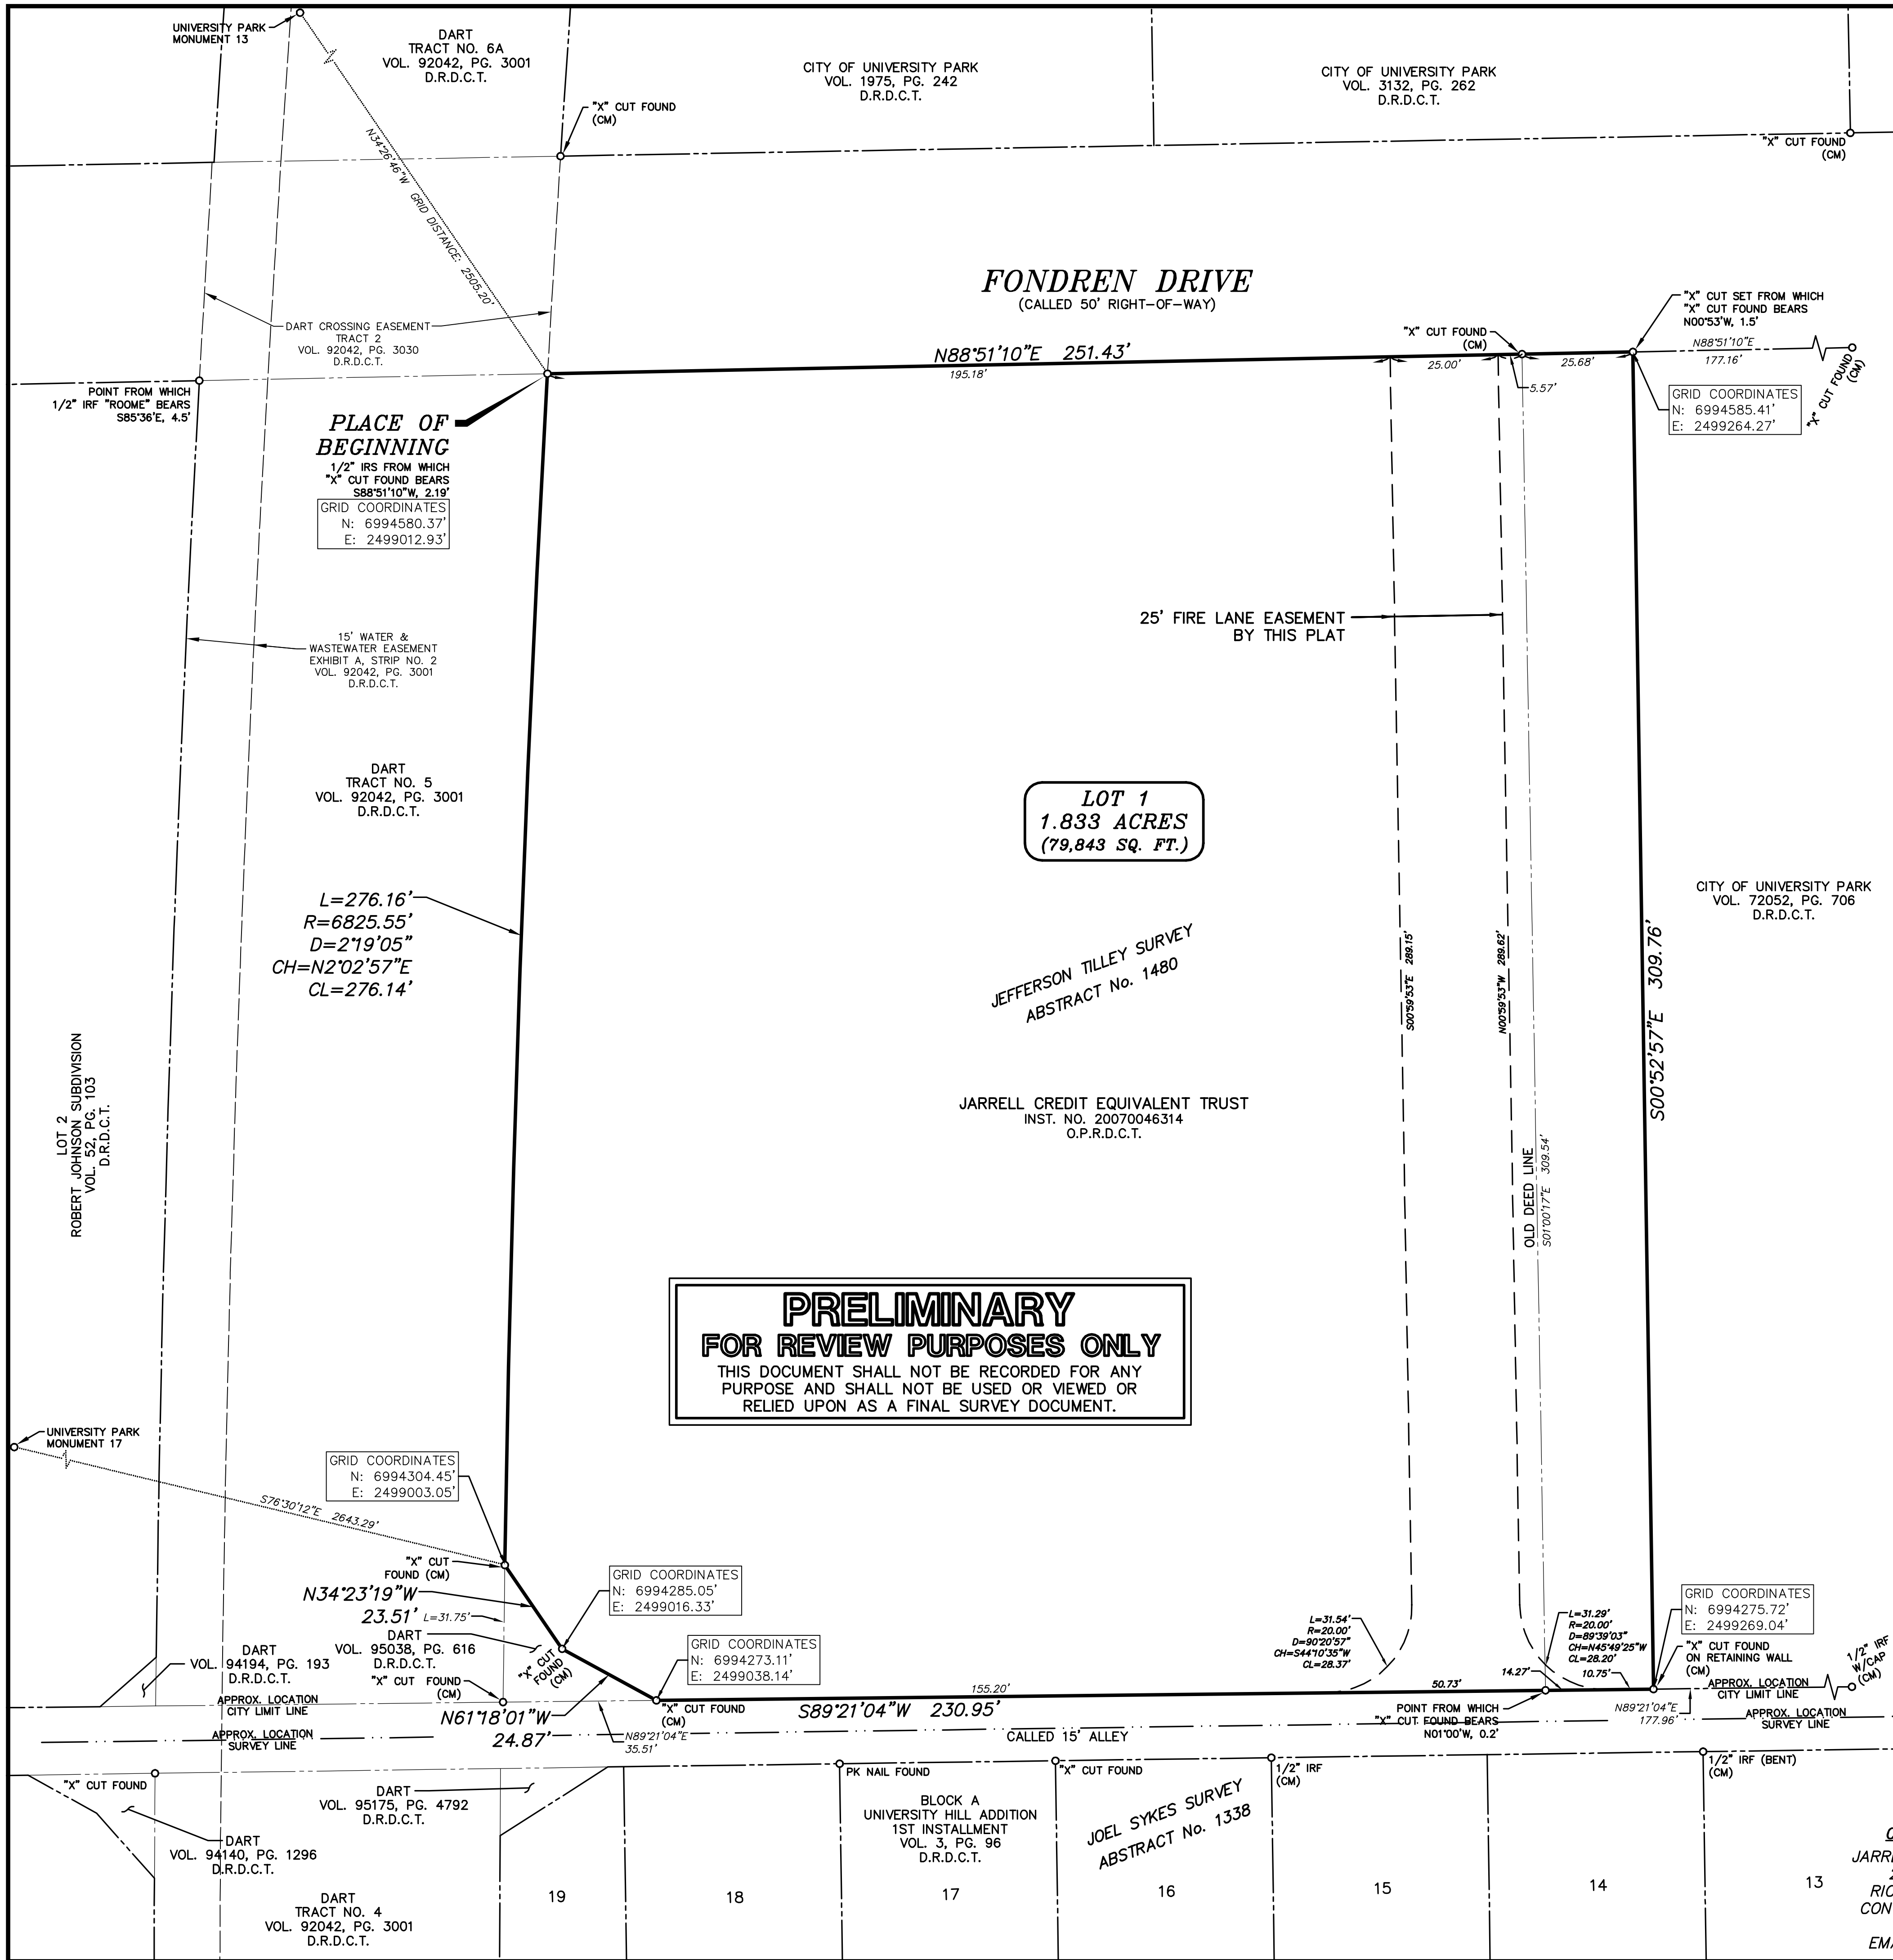 UNIVERSITY PARK
MONUMENT 13
DART
TRACT NO. 6A
VOL. 92042, PG. 3001
D.R.D.C.T.
"X" CUT FOUND
(CM)
CITY OF UNIVERSITY PARK
VOL. 1975, PG. 242
D.R.D.C.T.
CITY OF UNIVERSITY PARK
VOL. 3132, PG. 262
D.R.D.C.T.
"X" CUT FOUND
(CM)
N34°26'46"W GRID DISTANCE: 2505.20'
FONDREN DRIVE
(CALLED 50' RIGHT-OF-WAY)
DART CROSSING EASEMENT
TRACT 2
VOL. 92042, PG. 3030
D.R.D.C.T.
POINT FROM WHICH
1/2" IRF "ROOME" BEARS
S85°36'E, 4.5'
N88°51'10"E 251.43'
195.18'
25.00'
5.57'
"X" CUT FOUND
(CM)
25.68'
"X" CUT SET FROM WHICH
"X" CUT FOUND BEARS
N00°53'W, 1.5'
N88°51'10"E
177.16'
"X" CUT FOUND
(CM)
GRID COORDINATES
N: 6994585.41'
E: 2499264.27'
PLACE OF
BEGINNING
1/2" IRS FROM WHICH
"X" CUT FOUND BEARS
S88°51'10"W, 2.19'
GRID COORDINATES
N: 6994580.37'
E: 2499012.93'
25' FIRE LANE EASEMENT
BY THIS PLAT
15' WATER &
WASTEWATER EASEMENT
EXHIBIT A, STRIP NO. 2
VOL. 92042, PG. 3001
D.R.D.C.T.
DART
TRACT NO. 5
VOL. 92042, PG. 3001
D.R.D.C.T.
LOT 1
1.833 ACRES
(79,843 SQ. FT.)
L=276.16'
R=6825.55'
D=2°19'05"
CH=N2°02'57"E
CL=276.14'
CITY OF UNIVERSITY PARK
VOL. 72052, PG. 706
D.R.D.C.T.
JEFFERSON TILLEY SURVEY
ABSTRACT No. 1480
S00°59'53"E 289.15'
N00°59'53"W 289.62'
S00°52'57"E 309.76'
OLD DEED LINE
S01°00'17"E 309.54'
LOT 2
ROBERT JOHNSON SUBDIVISION
VOL. 52, PG. 103
D.R.D.C.T.
JARRELL CREDIT EQUIVALENT TRUST
INST. NO. 20070046314
O.P.R.D.C.T.
PRELIMINARY
FOR REVIEW PURPOSES ONLY
THIS DOCUMENT SHALL NOT BE RECORDED FOR ANY
PURPOSE AND SHALL NOT BE USED OR VIEWED OR
RELIED UPON AS A FINAL SURVEY DOCUMENT.
UNIVERSITY PARK
MONUMENT 17
S76°30'12"E 2643.29'
GRID COORDINATES
N: 6994304.45'
E: 2499003.05'
"X" CUT
FOUND (CM)
N34°23'19"W
23.51'
L=31.75'
GRID COORDINATES
N: 6994285.05'
E: 2499016.33'
DART
VOL. 95038, PG. 616
D.R.D.C.T.
"X" CUT
FOUND
(CM)
GRID COORDINATES
N: 6994273.11'
E: 2499038.14'
DART
VOL. 94194, PG. 193
D.R.D.C.T.
"X" CUT FOUND
(CM)
N61°18'01"W
24.87'
"X" CUT FOUND
(CM)
N89°21'04"E
35.51'
155.20'
S89°21'04"W 230.95'
L=31.54'
R=20.00'
D=90°20'57"
CH=S44°10'35"W
CL=28.37'
L=31.29'
R=20.00'
D=89°39'03"
CH=N45°49'25"W
CL=28.20'
50.73'
14.27'
10.75'
POINT FROM WHICH
"X" CUT FOUND BEARS
N01°00'W, 0.2'
GRID COORDINATES
N: 6994275.72'
E: 2499269.04'
"X" CUT FOUND
ON RETAINING WALL
(CM)
1/2" IRF
W/CAP
(CM)
N89°21'04"E
177.96'
APPROX. LOCATION
CITY LIMIT LINE
APPROX. LOCATION
SURVEY LINE
APPROX. LOCATION
CITY LIMIT LINE
APPROX. LOCATION
SURVEY LINE
CALLED 15' ALLEY
"X" CUT FOUND
PK NAIL FOUND
"X" CUT FOUND
1/2" IRF
(CM)
1/2" IRF (BENT)
(CM)
DART
VOL. 95175, PG. 4792
D.R.D.C.T.
DART
VOL. 94140, PG. 1296
D.R.D.C.T.
DART
TRACT NO. 4
VOL. 92042, PG. 3001
D.R.D.C.T.
BLOCK A
UNIVERSITY HILL ADDITION
1ST INSTALLMENT
VOL. 3, PG. 96
D.R.D.C.T.
JOEL SYKES SURVEY
ABSTRACT No. 1338
19
18
17
16
15
14
13
JARRE
RIC
CON
EMA